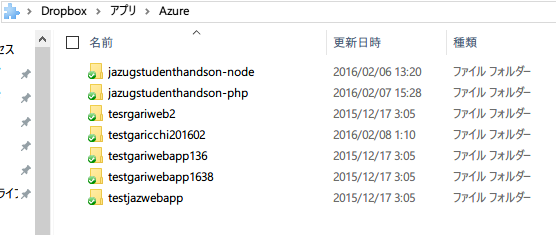 Dropbox > アプリ > Azure
名前 更新日時 種類
セス
jazugstudenthandson-node 2016/02/06 13:20 ファイル フォルダー
jazugstudenthandson-php 2016/02/07 15:28 ファイル フォルダー
tesrgariweb2 2015/12/17 3:05 ファイル フォルダー
testgaricchi201602 2016/02/08 1:10 ファイル フォルダー
testgariwebapp136 2015/12/17 3:05 ファイル フォルダー
testgariwebapp1638 2015/12/17 3:05 ファイル フォルダー
ライブ testjazwebapp 2015/12/17 3:05 ファイル フォルダー